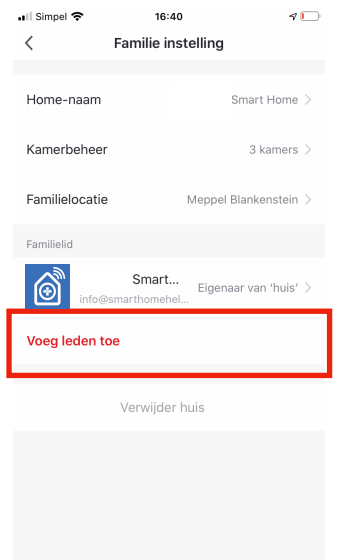 Simpel 16:40
Familie instelling
Home-naam Smart Home
Kamerbeheer 3 kamers
Familielocatie Meppel Blankenstein
Familielid
Smart...
info@smarthomehel... Eigenaar van ‘huis’
Voeg leden toe
Verwijder huis